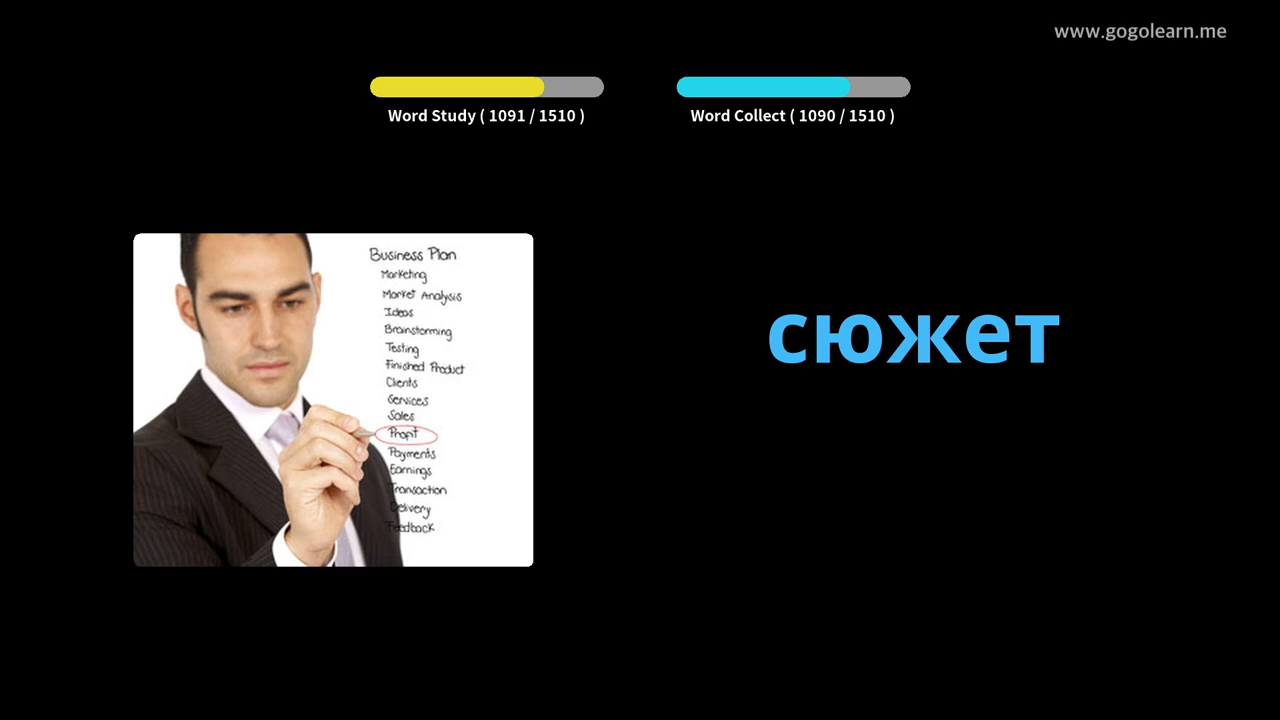 www.gogolearn.me
Word Study ( 1091 / 1510 )
Word Collect ( 1090 / 1510 )
Business Plan
Marketing
Market Analysis
Ideas
Brainstorming
Testing
Finished Product
Clients
Services
Sales
Profit
Payments
Earnings
Transaction
Delivery
Feedback
сюжет